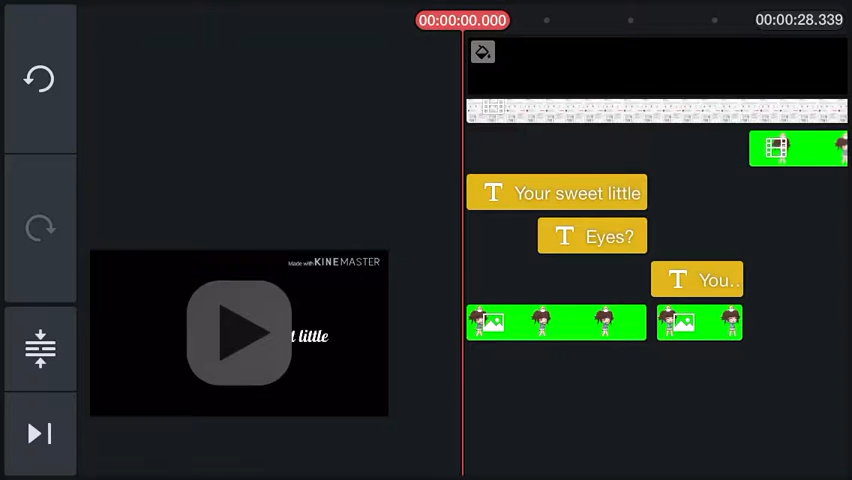 00:00:00.000
00:00:28.339
T Your sweet little
T Eyes?
T You..
Made with KINEMASTER
t little